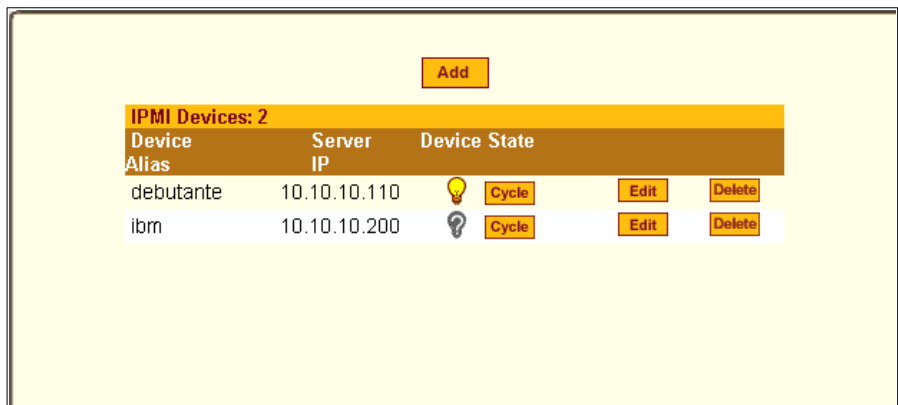 Add
IPMI Devices: 2
Device Server Device State
Alias IP
debutante 10.10.10.110 Cycle Edit Delete
ibm 10.10.10.200 Cycle Edit Delete